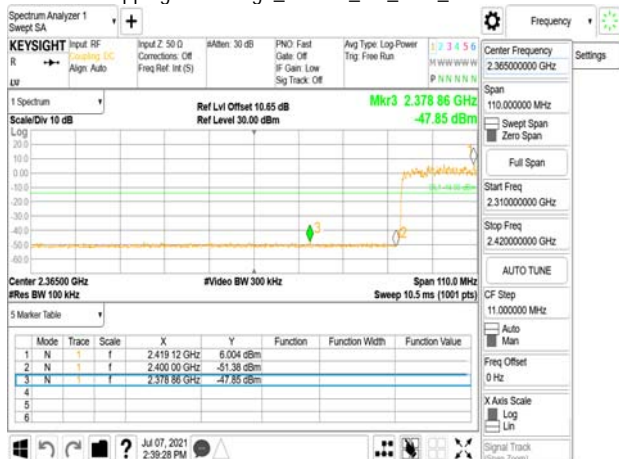 Spectrum Analyzer 1
Swept SA
Frequency
Settings
KEYSIGHT
R
Input: RF
Coupling: DC
Align: Auto
Input Z: 50 Ω
Corrections: Off
Freq Ref: Int (S)
#Atten: 30 dB
PNO: Fast
Gate: Off
IF Gain: Low
Sig Track: Off
Avg Type: Log-Power
Trig: Free Run
1 2 3 4 5 6
M W W W W W
P N N N N N
1 Spectrum
Scale/Div 10 dB
Ref Lvl Offset 10.65 dB
Ref Level 30.00 dBm
Mkr3 2.378 86 GHz
-47.85 dBm
Log
20.0
10.0
0.00
-10.0
-20.0
-30.0
-40.0
-50.0
-60.0
2
3
Center 2.36500 GHz
#Res BW 100 kHz
#Video BW 300 kHz
Span 110.0 MHz
Sweep 10.5 ms (1001 pts)
5 Marker Table
Mode Trace Scale X Y Function Function Width Function Value
1 N 1 f 2.419 12 GHz 6.004 dBm
2 N 1 f 2.400 00 GHz -51.38 dBm
3 N 1 f 2.378 86 GHz -47.85 dBm
4
5
6
Jul 07, 2021
2:39:28 PM
Center Frequency
2.365000000 GHz
Span
110.000000 MHz
Swept Span
Zero Span
Full Span
Start Freq
2.310000000 GHz
Stop Freq
2.420000000 GHz
AUTO TUNE
CF Step
11.000000 MHz
Auto
Man
Freq Offset
0 Hz
X Axis Scale
Log
Lin
Signal Track
(Span Zoom)